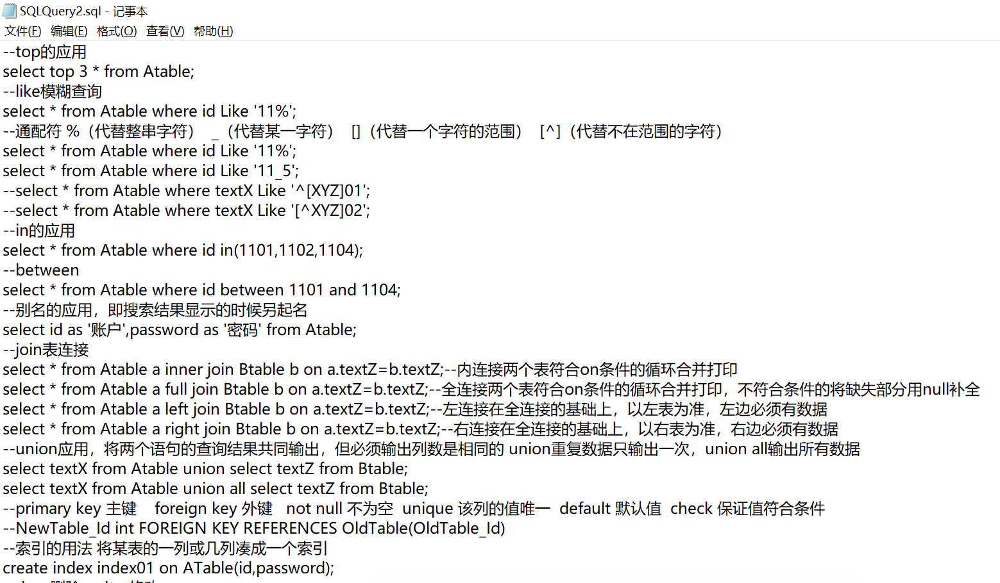 SQLQuery2.sql - 记事本
文件(F) 编辑(E) 格式(O) 查看(V) 帮助(H)
--top的应用
select top 3 * from Atable;
--like模糊查询
select * from Atable where id Like '11%';
--通配符 %（代替整串字符） _（代替某一字符） []（代替一个字符的范围） [^]（代替不在范围的字符）
select * from Atable where id Like '11%';
select * from Atable where id Like '11_5';
--select * from Atable where textX Like '^[XYZ]01';
--select * from Atable where textX Like '[^XYZ]02';
--in的应用
select * from Atable where id in(1101,1102,1104);
--between
select * from Atable where id between 1101 and 1104;
--别名的应用，即搜索结果显示的时候另起名
select id as '账户',password as '密码' from Atable;
--join表连接
select * from Atable a inner join Btable b on a.textZ=b.textZ;--内连接两个表符合on条件的循环合并打印
select * from Atable a full join Btable b on a.textZ=b.textZ;--全连接两个表符合on条件的循环合并打印，不符合条件的将缺失部分用null补全
select * from Atable a left join Btable b on a.textZ=b.textZ;--左连接在全连接的基础上，以左表为准，左边必须有数据
select * from Atable a right join Btable b on a.textZ=b.textZ;--右连接在全连接的基础上，以右表为准，右边必须有数据
--union应用，将两个语句的查询结果共同输出，但必须输出列数是相同的 union重复数据只输出一次，union all输出所有数据
select textX from Atable union select textZ from Btable;
select textX from Atable union all select textZ from Btable;
--primary key 主键    foreign key 外键   not null 不为空  unique 该列的值唯一  default 默认值  check 保证值符合条件
--NewTable_Id int FOREIGN KEY REFERENCES OldTable(OldTable_Id)
--索引的用法 将某表的一列或几列凑成一个索引
create index index01 on ATable(id,password);